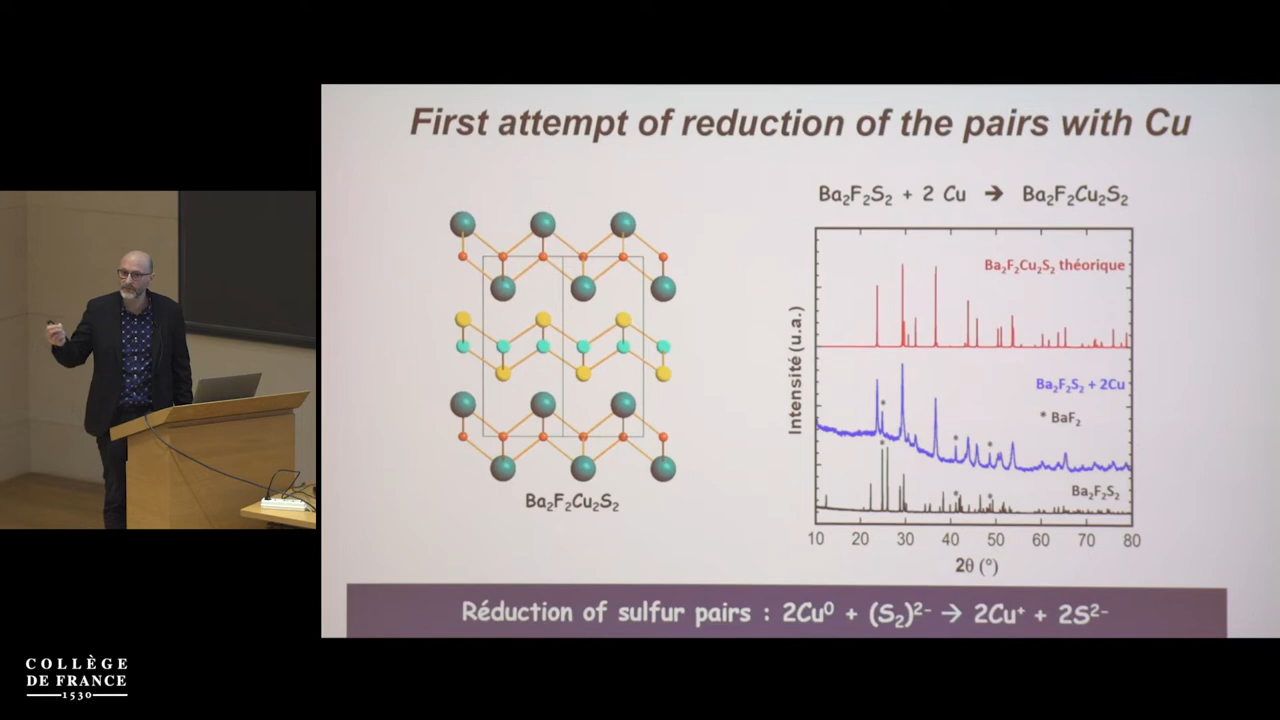 First attempt of reduction of the pairs with Cu
Ba₂F₂S₂ + 2 Cu → Ba₂F₂Cu₂S₂
Ba₂F₂Cu₂S₂
Intensité (u.a.)
Ba₂F₂Cu₂S₂ théorique
Ba₂F₂S₂ + 2Cu
* BaF₂
Ba₂F₂S₂
* * * * * *
10 20 30 40 50 60 70 80
2θ (°)
Réduction of sulfur pairs : 2Cu⁰ + (S₂)²⁻ → 2Cu⁺ + 2S²⁻
COLLÈGE
DE FRANCE
1530